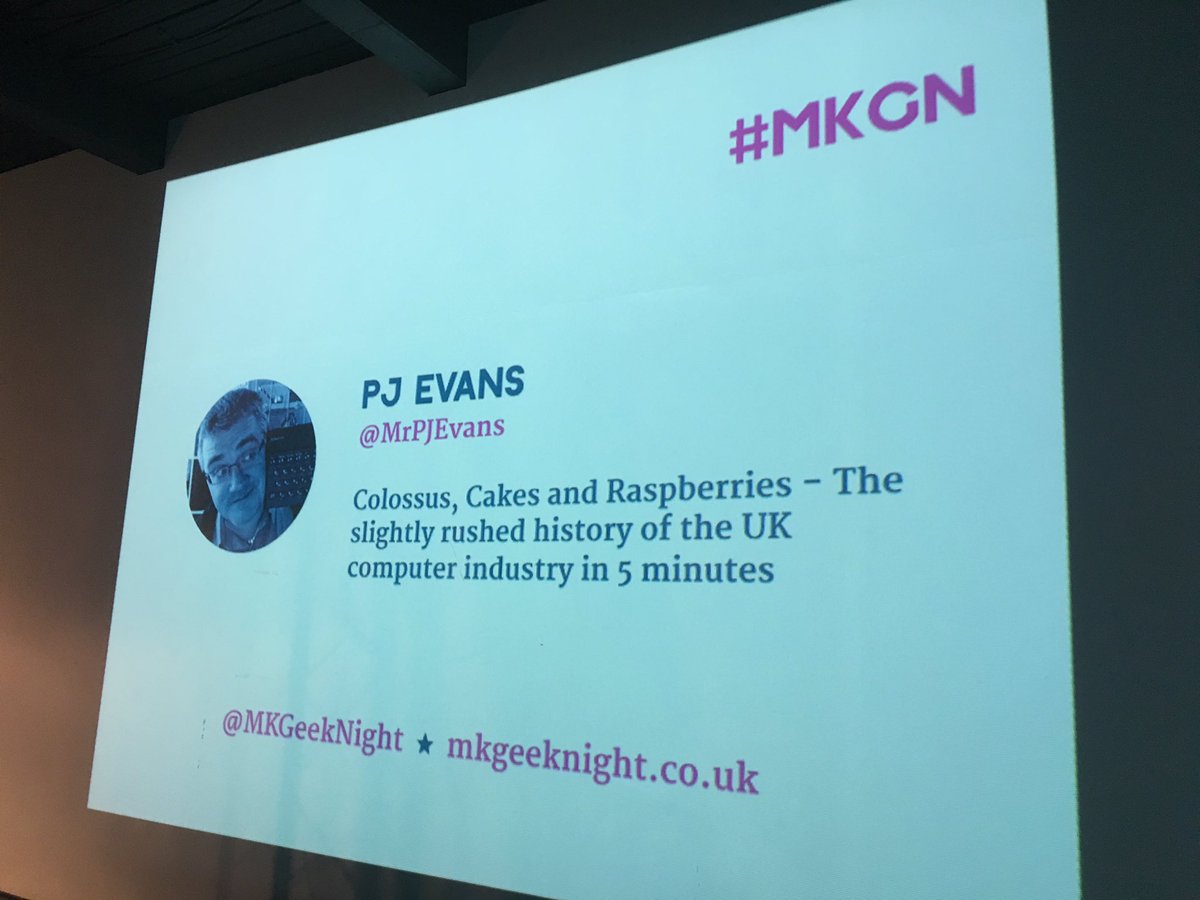 #MKGN
PJ EVANS
@MrPJEvans
Colossus, Cakes and Raspberries – The
slightly rushed history of the UK
computer industry in 5 minutes
@MKGeekNight ★ mkgeeknight.co.uk